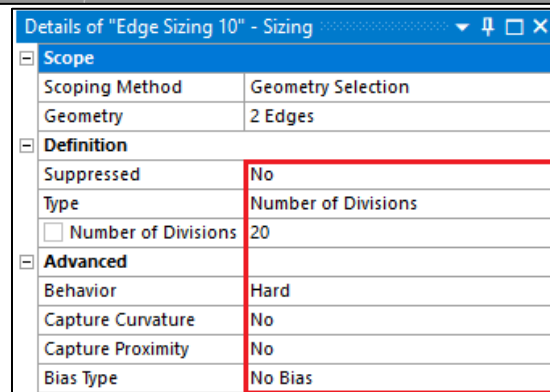 Details of "Edge Sizing 10" - Sizing
Scope
Scoping Method Geometry Selection
Geometry 2 Edges
Definition
Suppressed No
Type Number of Divisions
Number of Divisions 20
Advanced
Behavior Hard
Capture Curvature No
Capture Proximity No
Bias Type No Bias